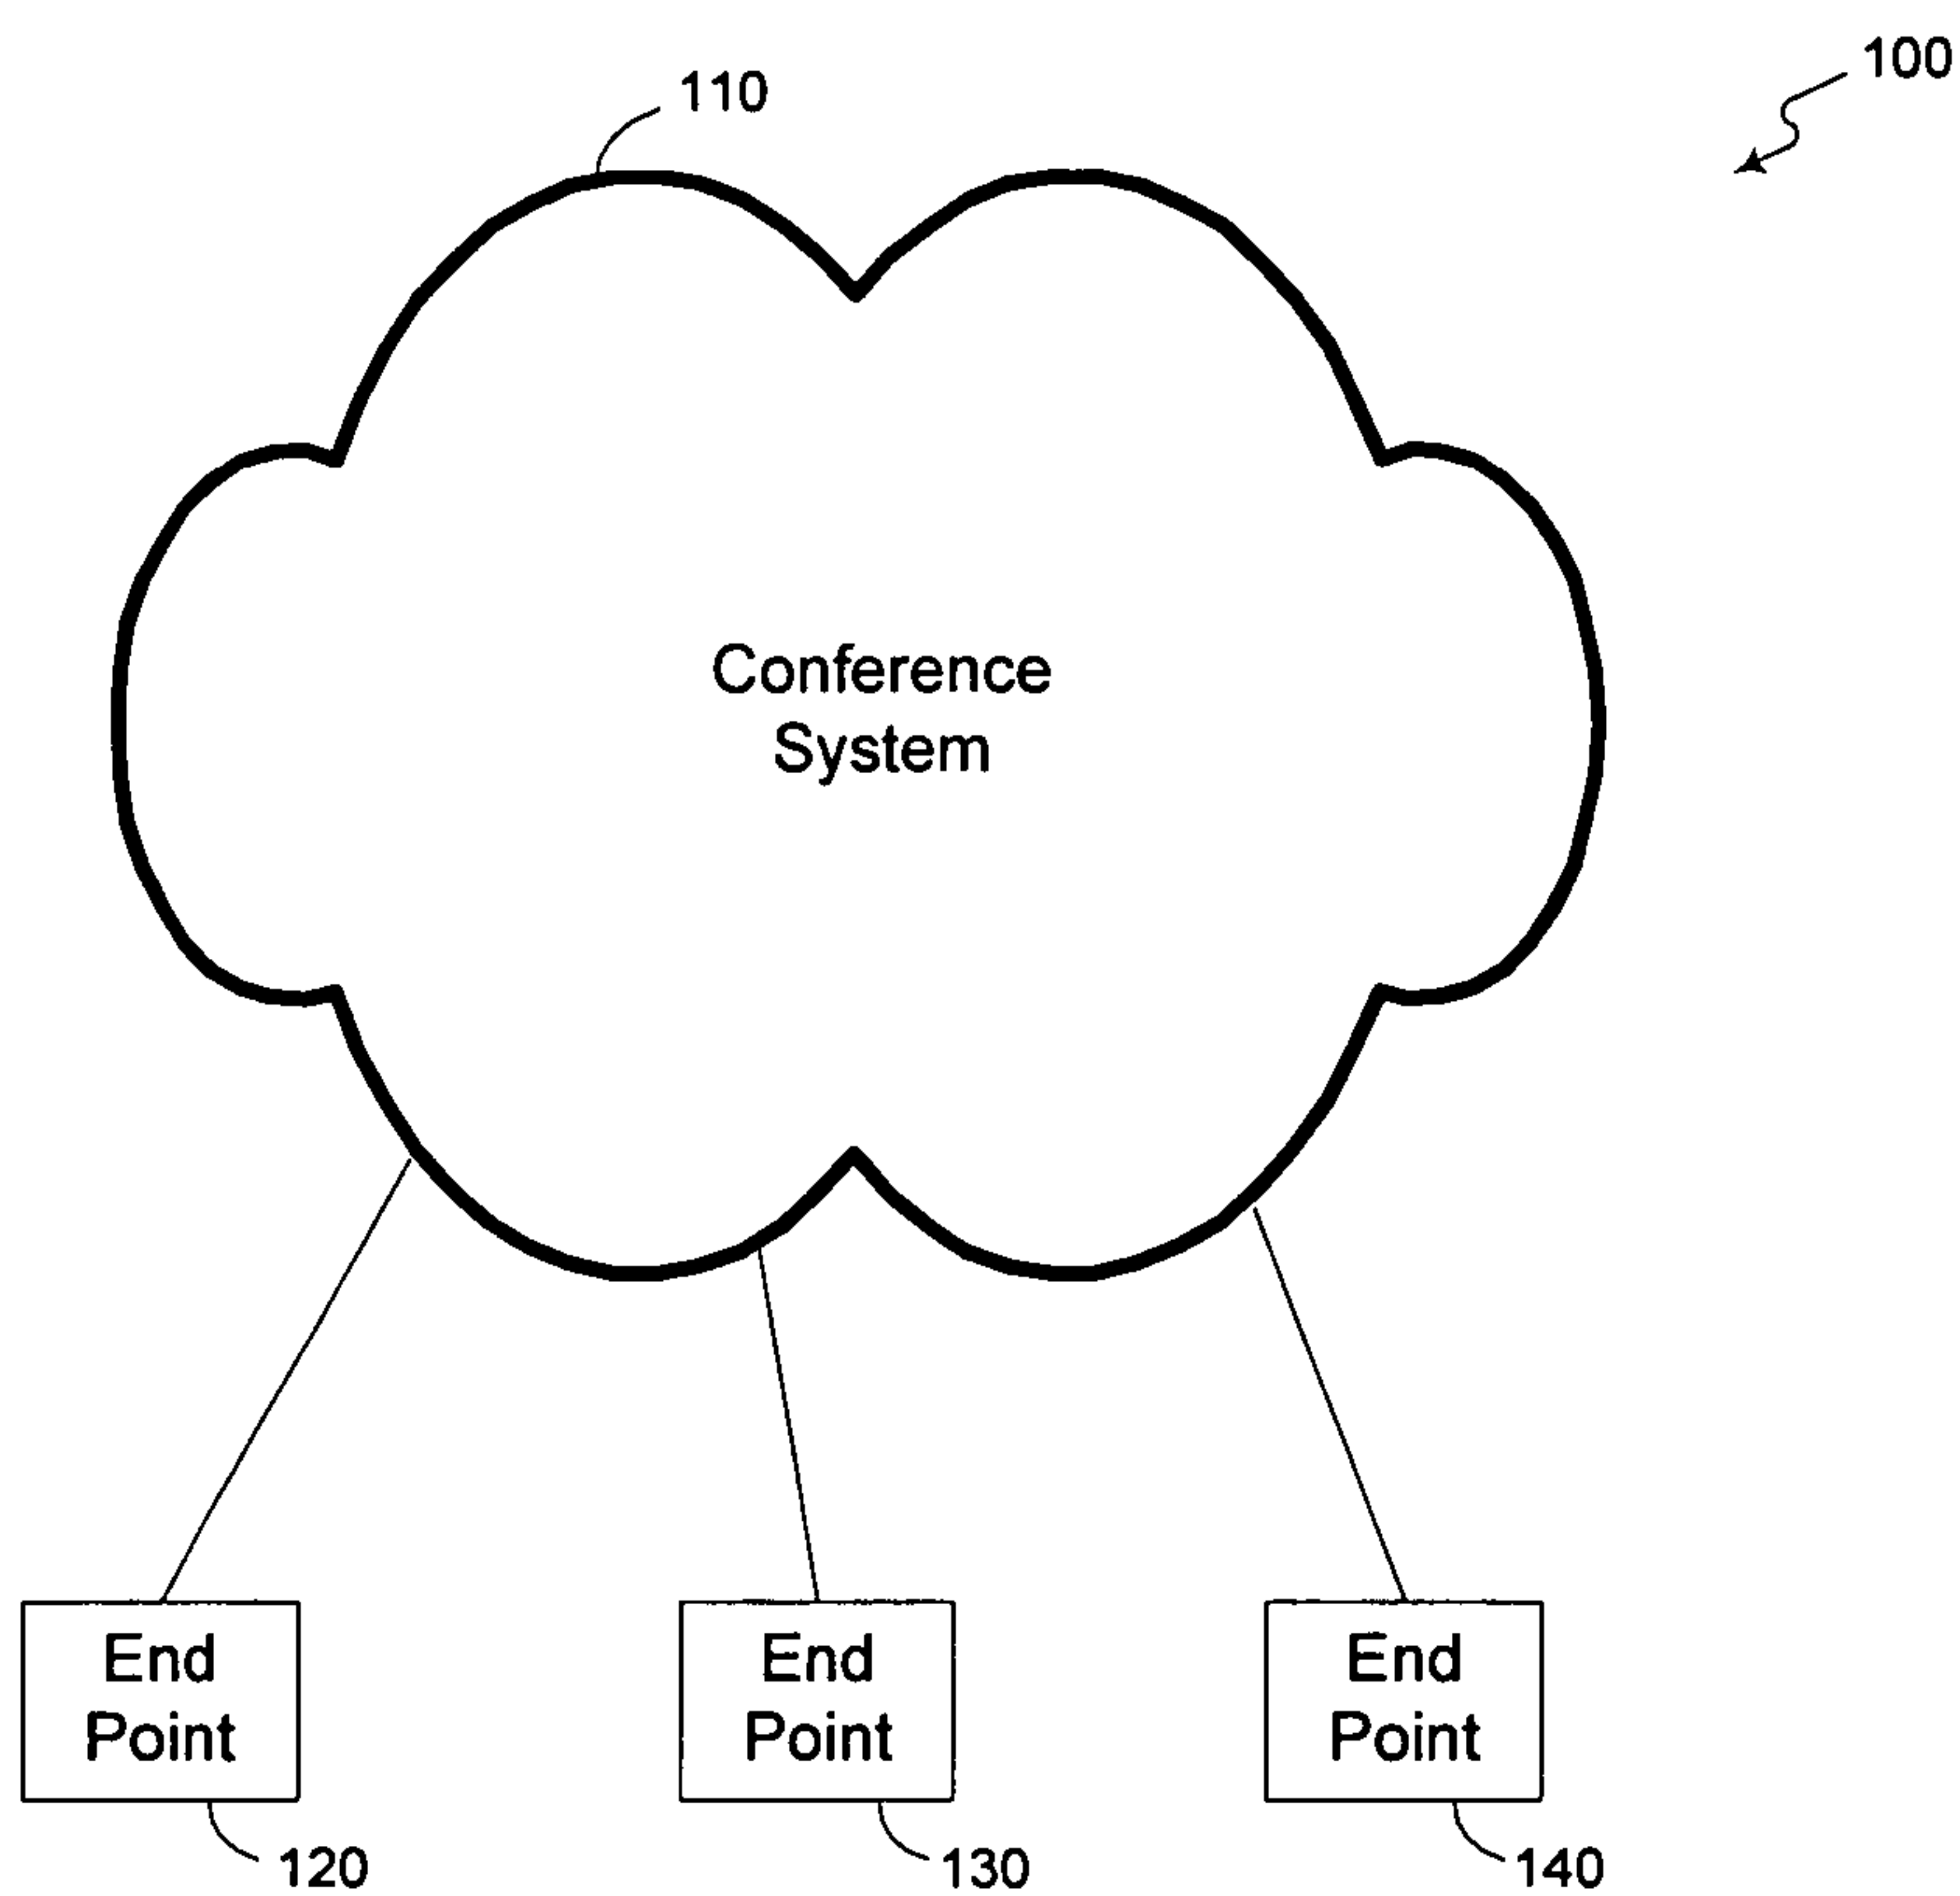 100
110
Conference
System
End
Point
End
Point
End
Point
120
130
140